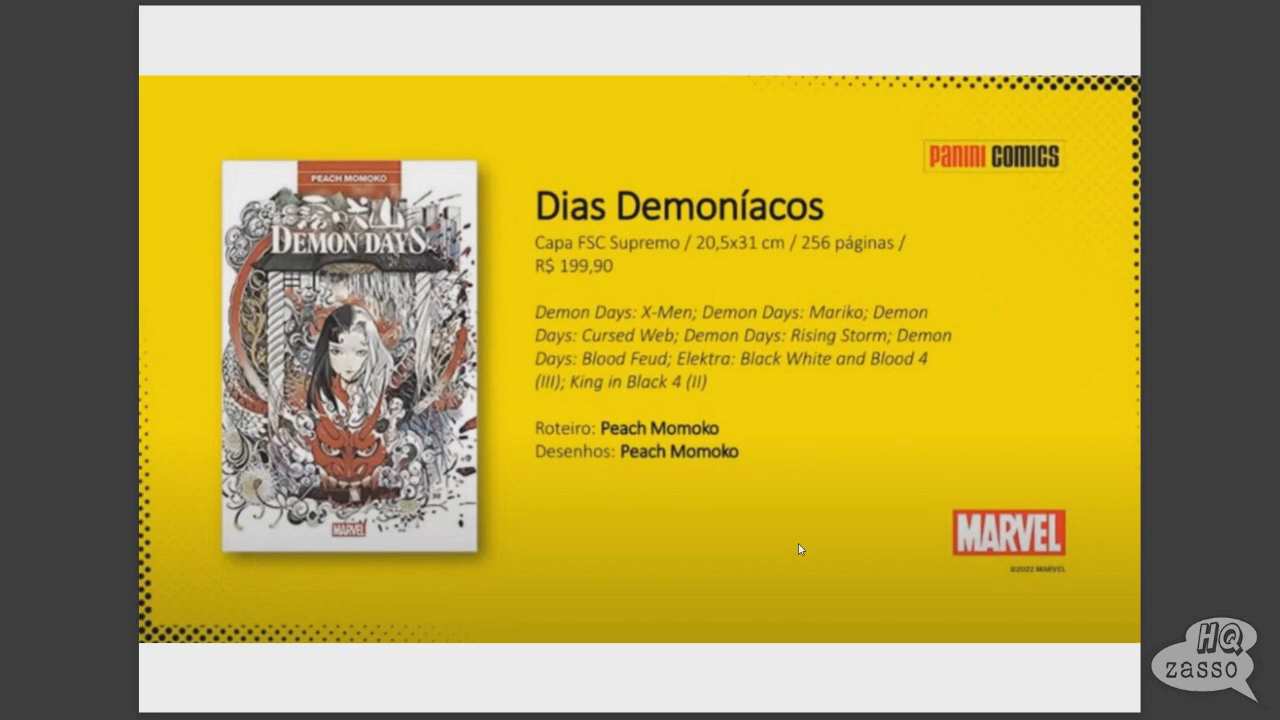 PANINI COMICS
PEACH MOMOKO
DEMON DAYS
MARVEL
Dias Demoníacos
Capa FSC Supremo / 20,5x31 cm / 256 páginas /
R$ 199,90
Demon Days: X-Men; Demon Days: Mariko; Demon
Days: Cursed Web; Demon Days: Rising Storm; Demon
Days: Blood Feud; Elektra: Black White and Blood 4
(III); King in Black 4 (II)
Roteiro: Peach Momoko
Desenhos: Peach Momoko
MARVEL
©2022 MARVEL
HQ
zasso